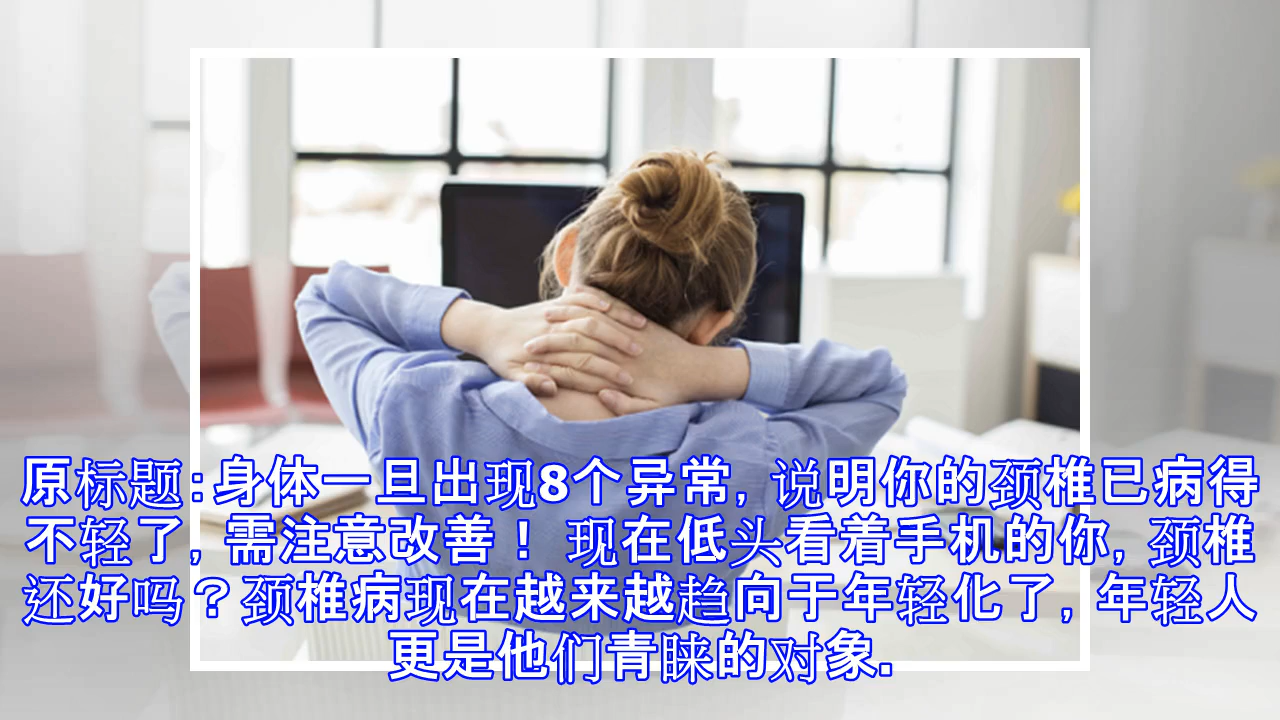 原标题:身体一旦出现8个异常, 说明你的颈椎已病得
不轻了, 需注意改善！ 现在低头看着手机的你, 颈椎
还好吗？颈椎病现在越来越趋向于年轻化了, 年轻人
更是他们青睐的对象.